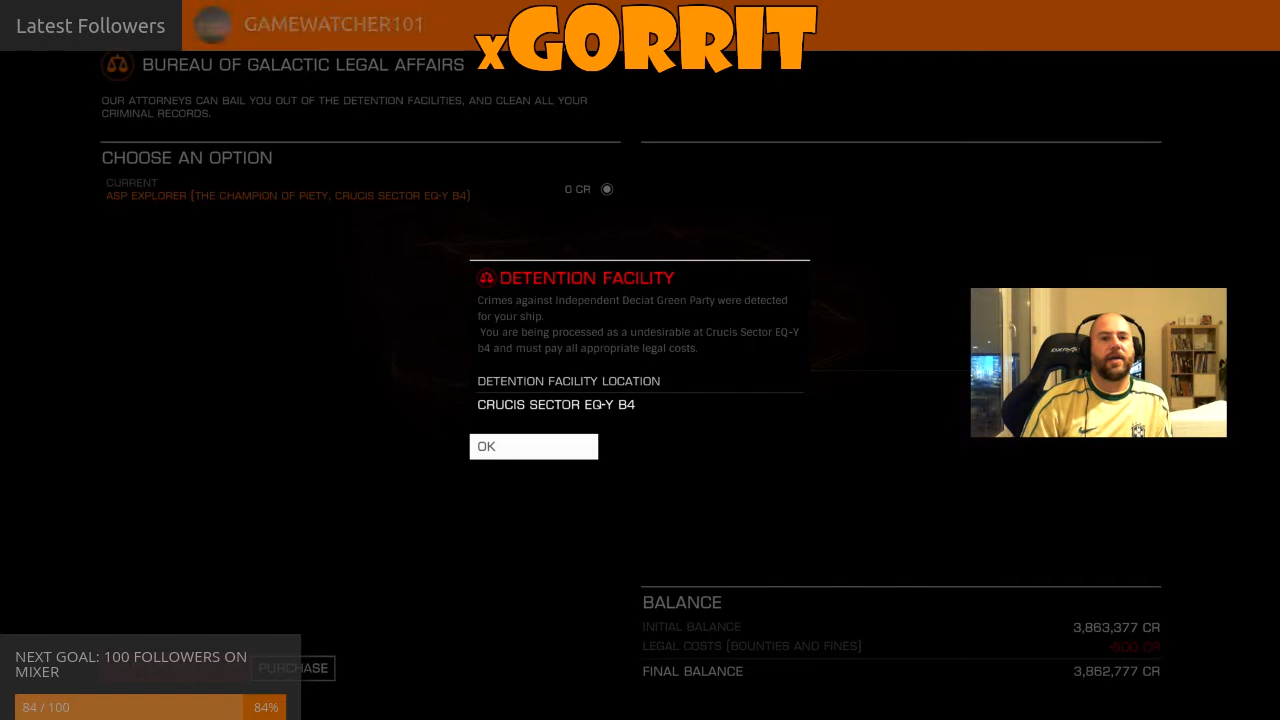 Latest Followers
GAMEWATCHER101
xGORRIT
BUREAU OF GALACTIC LEGAL AFFAIRS
OUR ATTORNEYS CAN BAIL YOU OUT OF THE DETENTION FACILITIES, AND CLEAN ALL YOUR
CRIMINAL RECORDS.
CHOOSE AN OPTION
CURRENT
ASP EXPLORER (THE CHAMPION OF PIETY, CRUCIS SECTOR EQ-Y B4)
0 CR
DETENTION FACILITY
Crimes against Independent Deciat Green Party were detected
for your ship.
You are being processed as a undesirable at Crucis Sector EQ-Y
b4 and must pay all appropriate legal costs.
DETENTION FACILITY LOCATION
CRUCIS SECTOR EQ-Y B4
OK
BALANCE
INITIAL BALANCE 3,863,377 CR
LEGAL COSTS (BOUNTIES AND FINES) -600 CR
FINAL BALANCE 3,862,777 CR
NEXT GOAL: 100 FOLLOWERS ON
MIXER
PURCHASE
84 / 100 84%